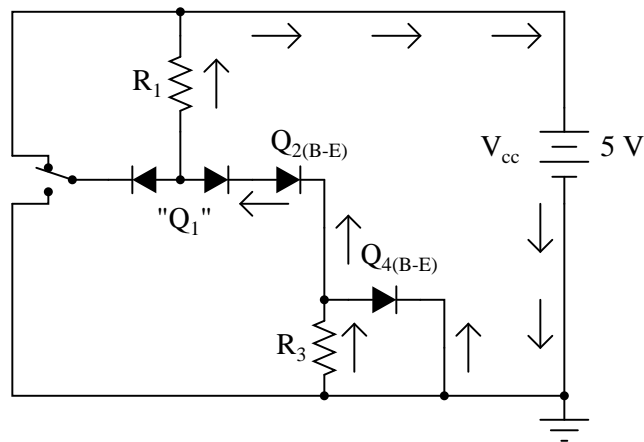 R1
Q2(B-E)
Vcc 5 V
"Q1"
Q4(B-E)
R3